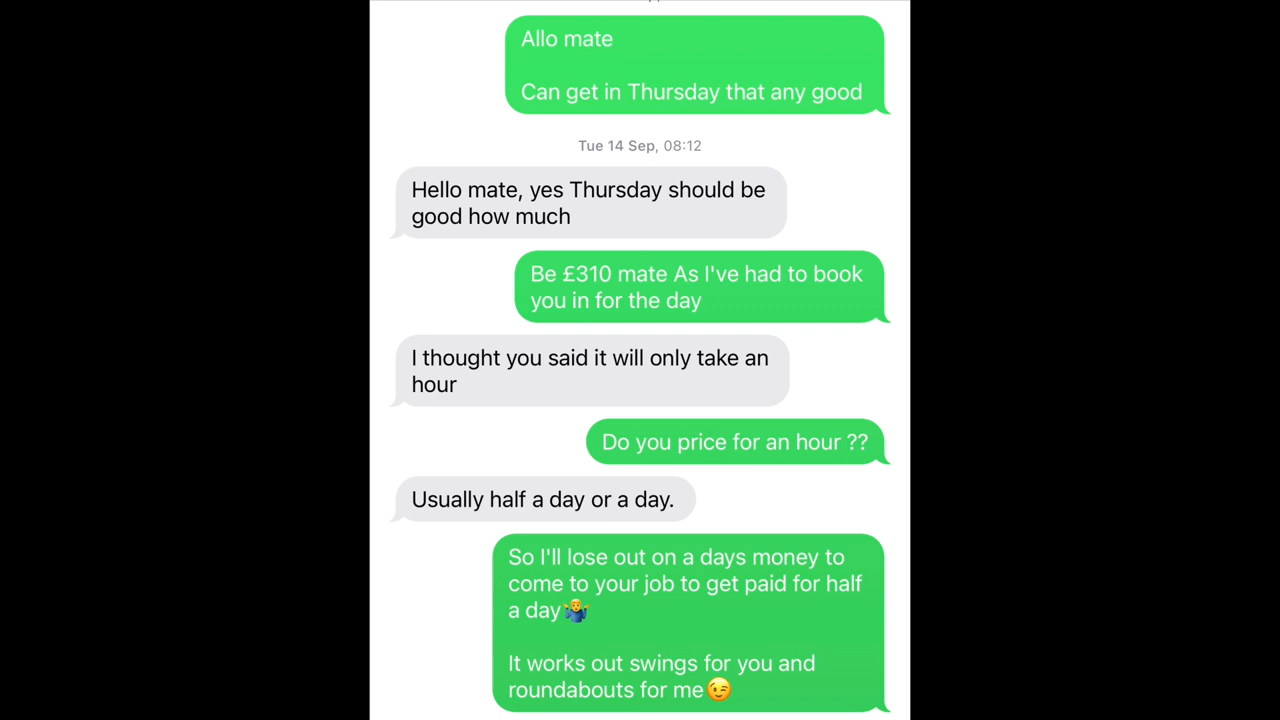 Allo mate
Can get in Thursday that any good
Tue 14 Sep, 08:12
Hello mate, yes Thursday should be
good how much
Be £310 mate As I've had to book
you in for the day
I thought you said it will only take an
hour
Do you price for an hour ??
Usually half a day or a day.
So I'll lose out on a days money to
come to your job to get paid for half
a day🤷‍♂️
It works out swings for you and
roundabouts for me😉